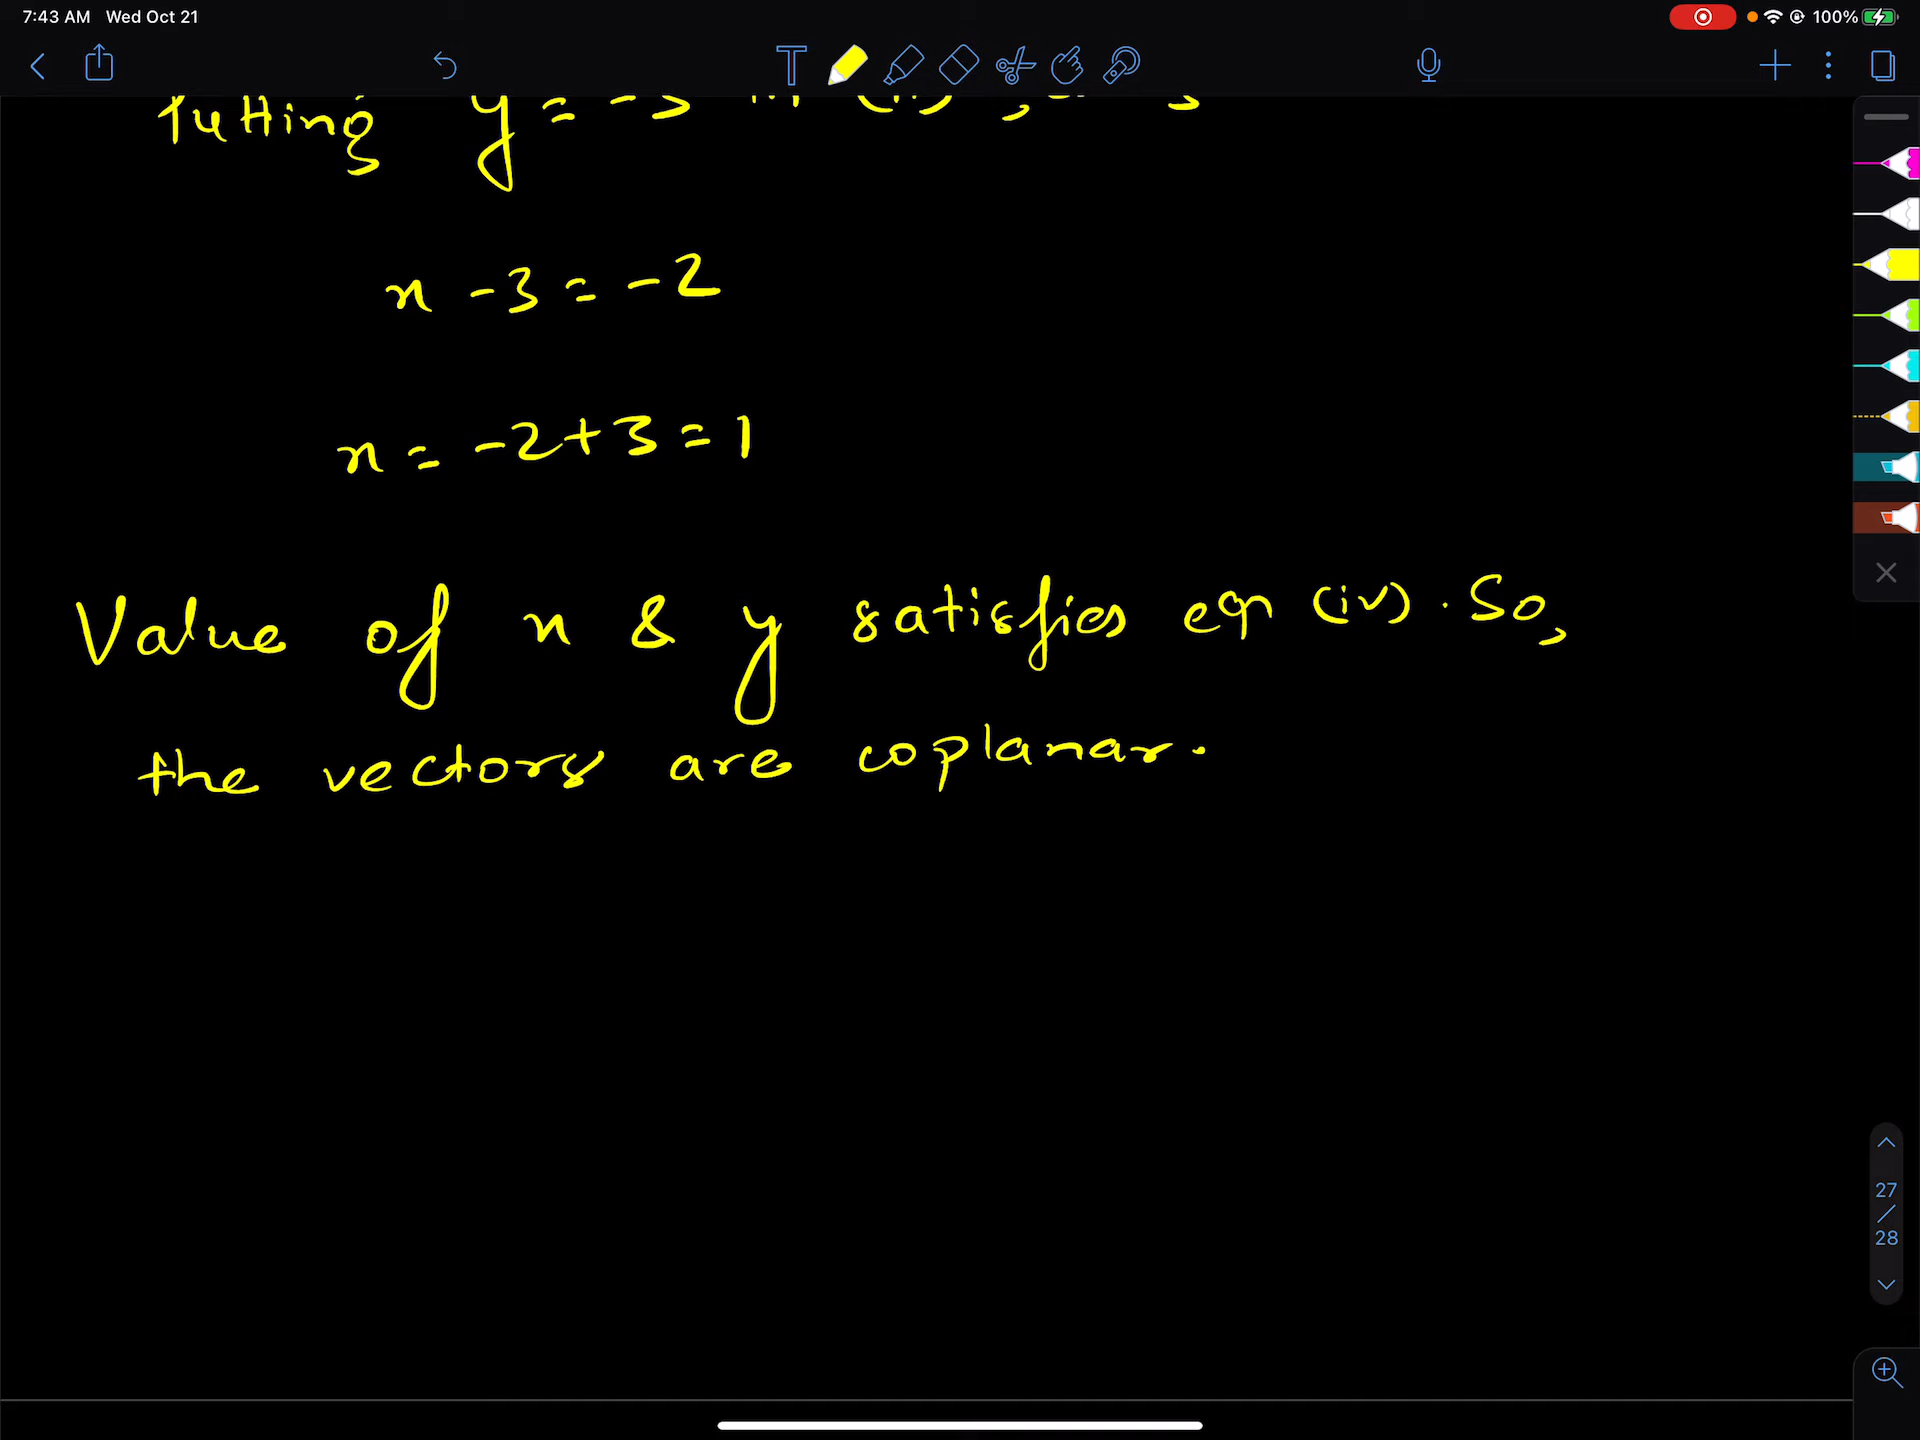 7:43 AM Wed Oct 21
100%
Putting y = -3 in
x - 3 = -2
x = -2 + 3 = 1
Value of x & y satisfies eqn (iv). So,
the vectors are coplanar.
27
/
28